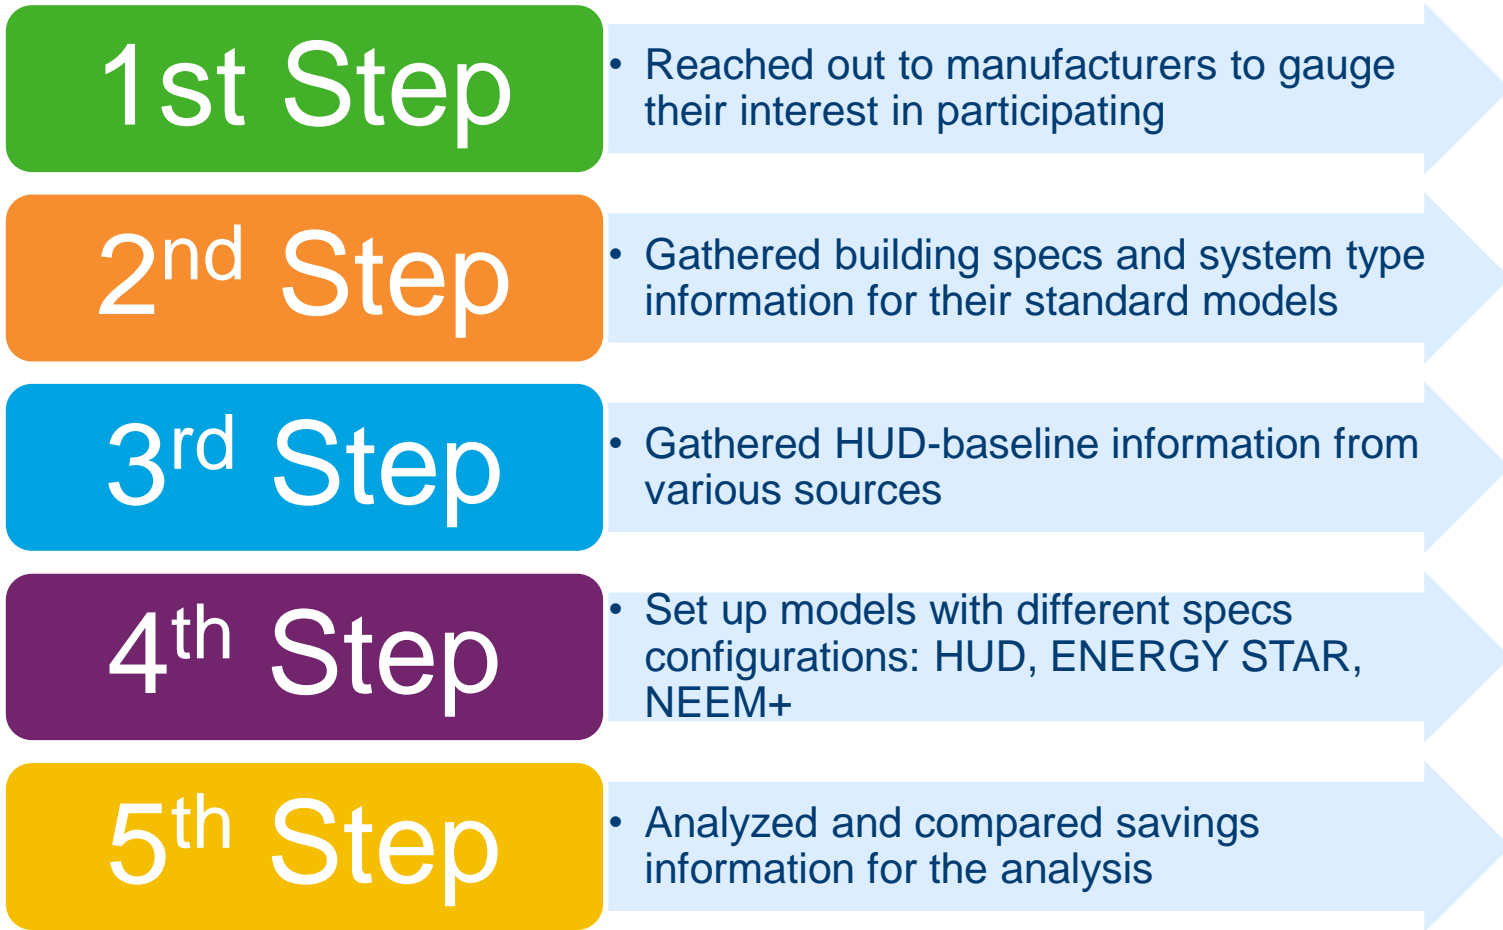 1st Step
• Reached out to manufacturers to gauge
their interest in participating
2nd Step
• Gathered building specs and system type
information for their standard models
3rd Step
• Gathered HUD-baseline information from
various sources
4th Step
• Set up models with different specs
configurations: HUD, ENERGY STAR,
NEEM+
5th Step
• Analyzed and compared savings
information for the analysis